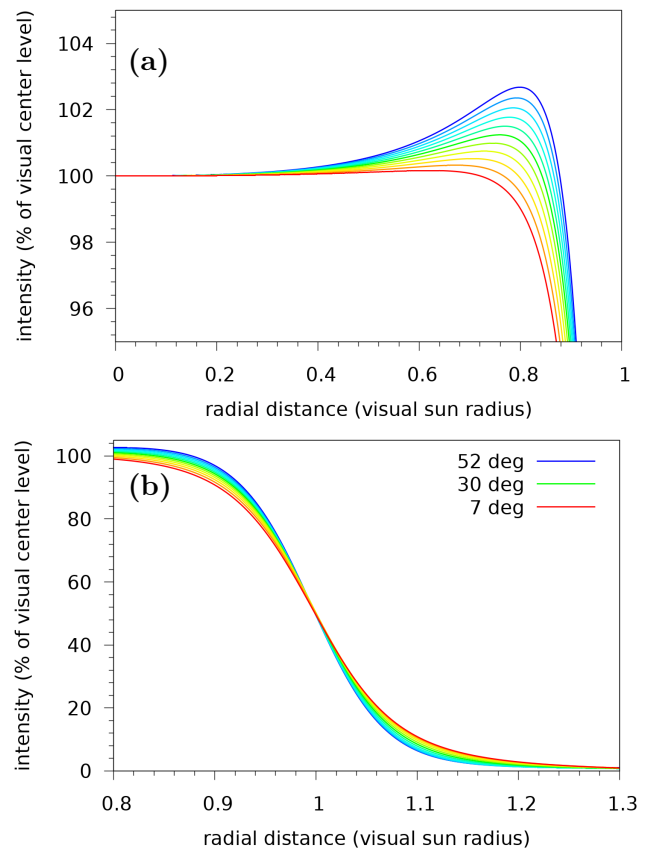 (a)
intensity (% of visual center level)
104
102
100
98
96
0 0.2 0.4 0.6 0.8 1
radial distance (visual sun radius)
(b)
52 deg
30 deg
7 deg
intensity (% of visual center level)
100
80
60
40
20
0
0.8 0.9 1 1.1 1.2 1.3
radial distance (visual sun radius)